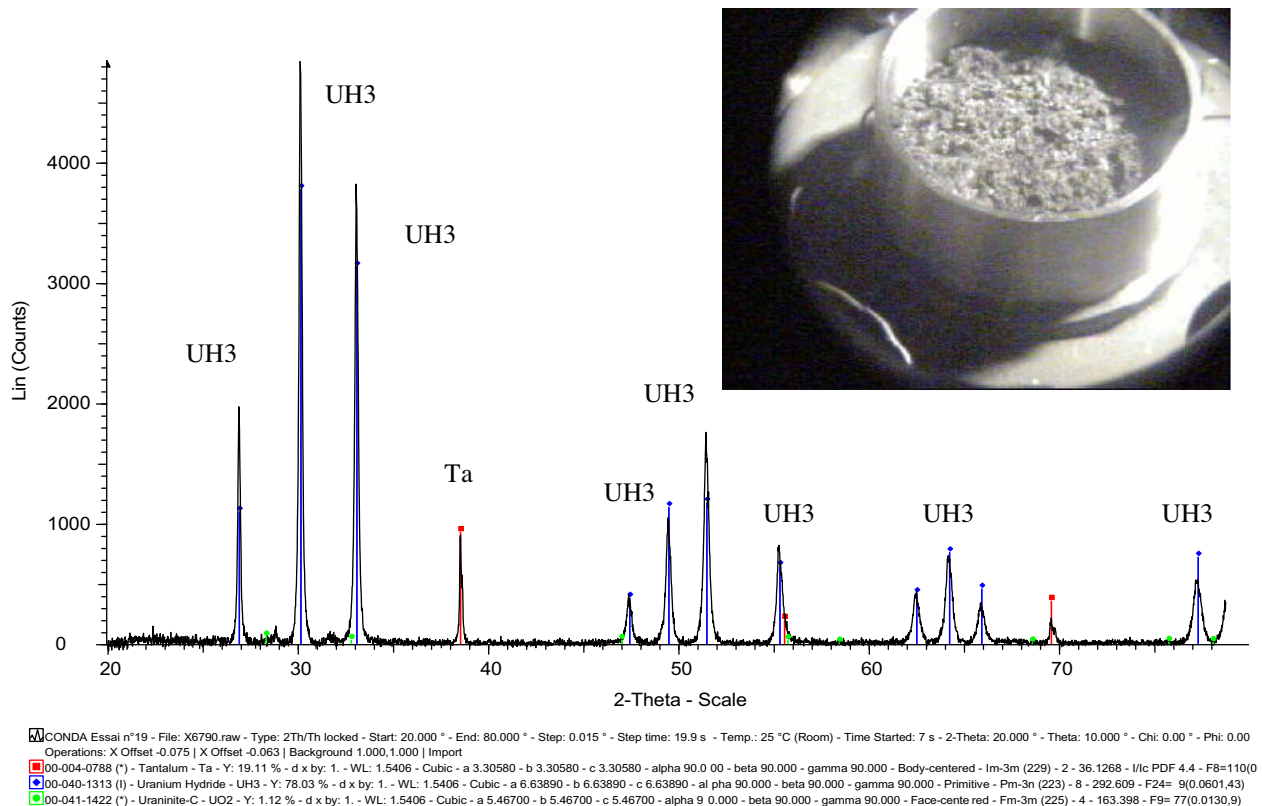 UH3
UH3
UH3
Ta
UH3
UH3
UH3
UH3
UH3
Lin (Counts)
4000
3000
2000
1000
0
20 30 40 50 60 70
2-Theta - Scale
CONDA Essai n°19 - File: X6790.raw - Type: 2Th/Th locked - Start: 20.000 ° - End: 80.000 ° - Step: 0.015 ° - Step time: 19.9 s - Temp.: 25 °C (Room) - Time Started: 7 s - 2-Theta: 20.000 ° - Theta: 10.000 ° - Chi: 0.00 ° - Phi: 0.00
Operations: X Offset -0.075 | X Offset -0.063 | Background 1.000,1.000 | Import
00-004-0788 (*) - Tantalum - Ta - Y: 19.11 % - d x by: 1. - WL: 1.5406 - Cubic - a 3.30580 - b 3.30580 - c 3.30580 - alpha 90.0 00 - beta 90.000 - gamma 90.000 - Body-centered - Im-3m (229) - 2 - 36.1268 - I/Ic PDF 4.4 - F8=110(0
00-040-1313 (I) - Uranium Hydride - UH3 - Y: 78.03 % - d x by: 1. - WL: 1.5406 - Cubic - a 6.63890 - b 6.63890 - c 6.63890 - al pha 90.000 - beta 90.000 - gamma 90.000 - Primitive - Pm-3n (223) - 8 - 292.609 - F24= 9(0.0601,43)
00-041-1422 (*) - Uraninite-C - UO2 - Y: 1.12 % - d x by: 1. - WL: 1.5406 - Cubic - a 5.46700 - b 5.46700 - c 5.46700 - alpha 9 0.000 - beta 90.000 - gamma 90.000 - Face-cente red - Fm-3m (225) - 4 - 163.398 - F9= 77(0.0130,9)